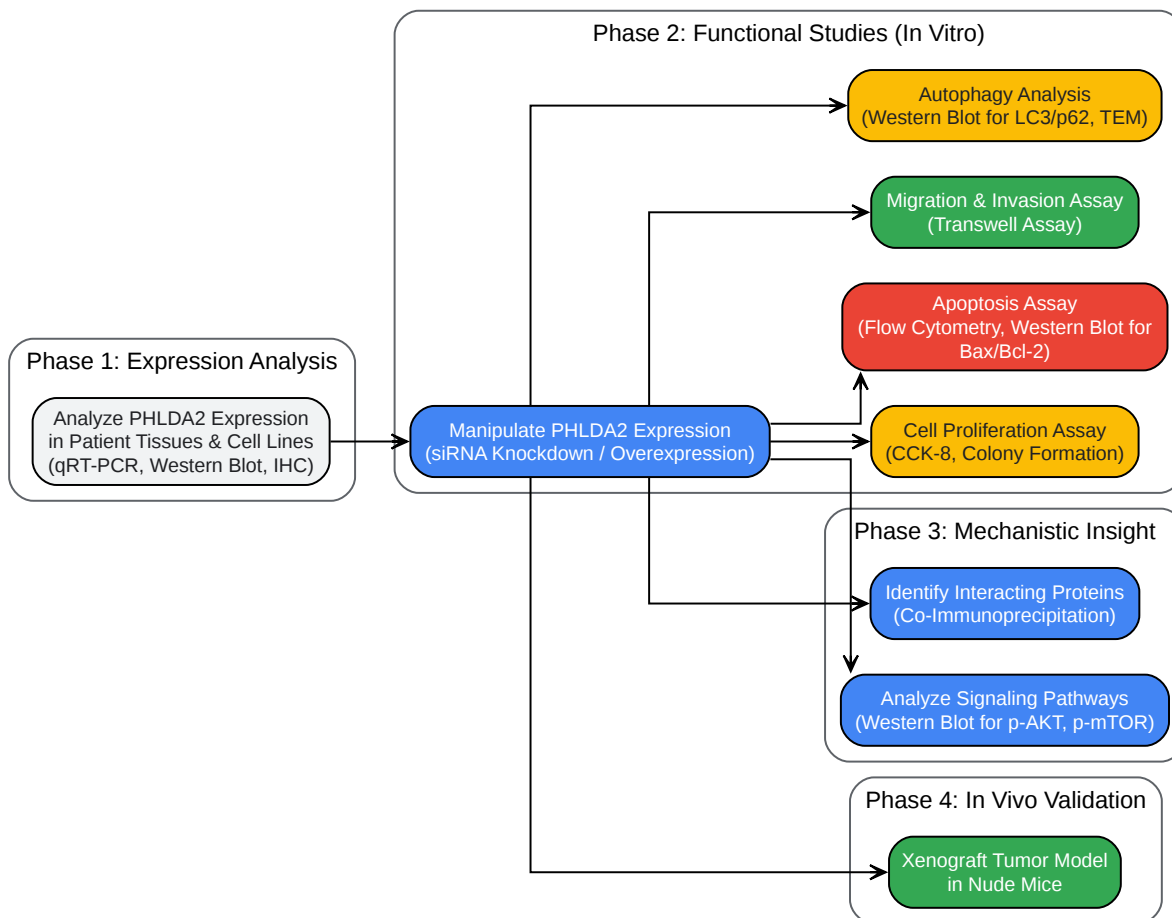 Phase 2: Functional Studies (In Vitro)
Autophagy Analysis
(Western Blot for LC3/p62, TEM)
Migration & Invasion Assay
(Transwell Assay)
Apoptosis Assay
(Flow Cytometry, Western Blot for
Bax/Bcl-2)
Phase 1: Expression Analysis
Analyze PHLDA2 Expression
in Patient Tissues & Cell Lines
(qRT-PCR, Western Blot, IHC)
Manipulate PHLDA2 Expression
(siRNA Knockdown / Overexpression)
Cell Proliferation Assay
(CCK-8, Colony Formation)
Phase 3: Mechanistic Insight
Identify Interacting Proteins
(Co-Immunoprecipitation)
Analyze Signaling Pathways
(Western Blot for p-AKT, p-mTOR)
Phase 4: In Vivo Validation
Xenograft Tumor Model
in Nude Mice